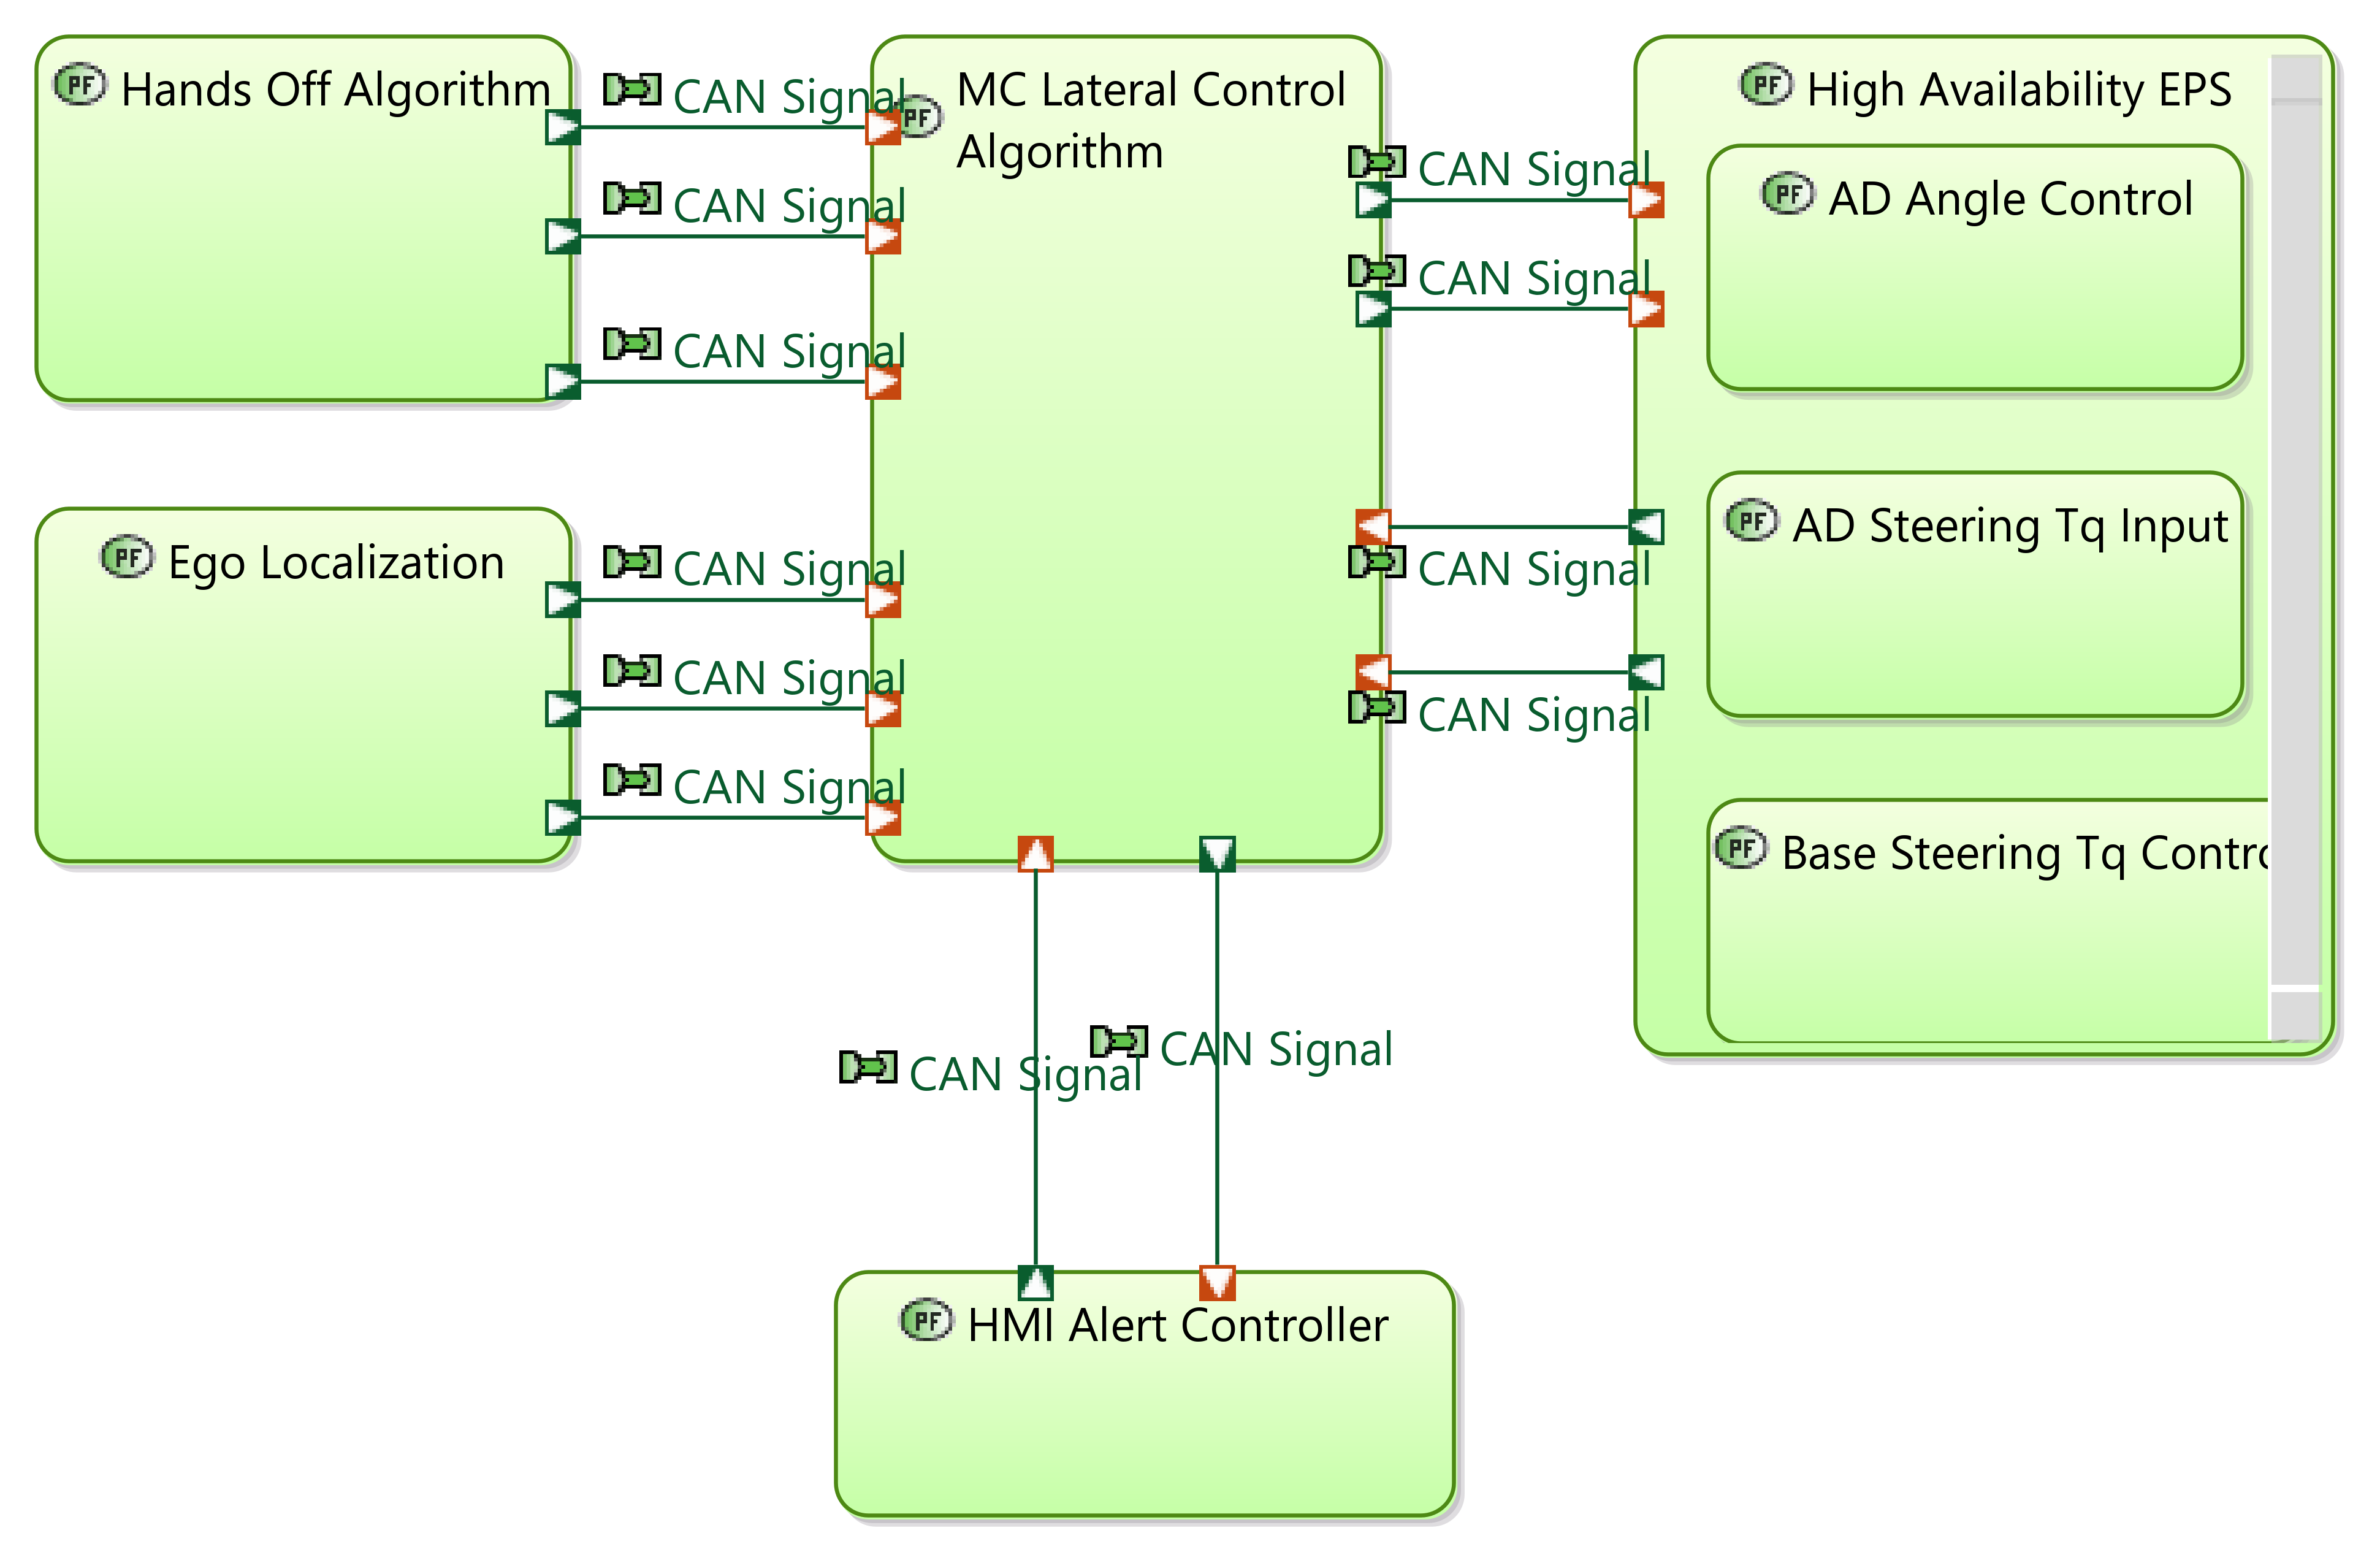 PF Hands Off Algorithm
CAN Signal
CAN Signal
CAN Signal
PF MC Lateral Control
Algorithm
CAN Signal
CAN Signal
CAN Signal
CAN Signal
PF High Availability EPS
PF AD Angle Control
PF AD Steering Tq Input
PF Base Steering Tq Contro
PF Ego Localization
CAN Signal
CAN Signal
CAN Signal
CAN Signal
CAN Signal
PF HMI Alert Controller